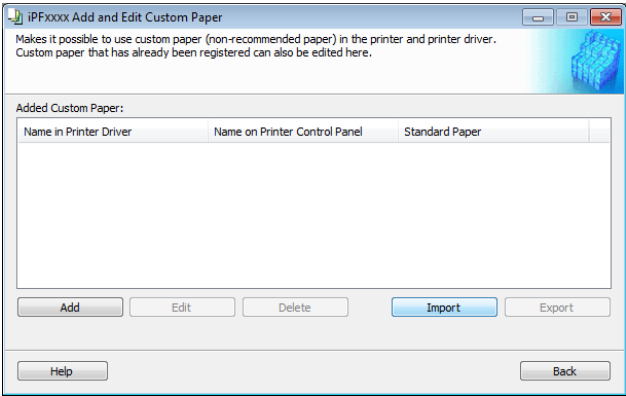 iPFxxxx Add and Edit Custom Paper
Makes it possible to use custom paper (non-recommended paper) in the printer and printer driver.
Custom paper that has already been registered can also be edited here.
Added Custom Paper:
Name in Printer Driver Name on Printer Control Panel Standard Paper
Add Edit Delete Import Export
Help Back